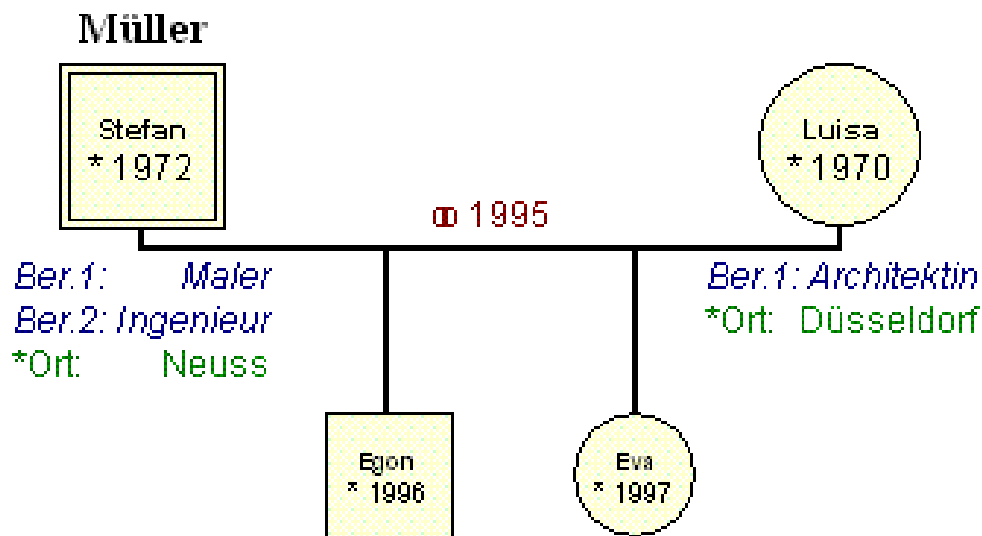 Müller
Stefan
* 1972
Luisa
* 1970
⚭ 1995
Ber.1: Maler
Ber.2: Ingenieur
*Ort: Neuss
Ber.1: Architektin
*Ort: Düsseldorf
Egon
* 1996
Eva
* 1997